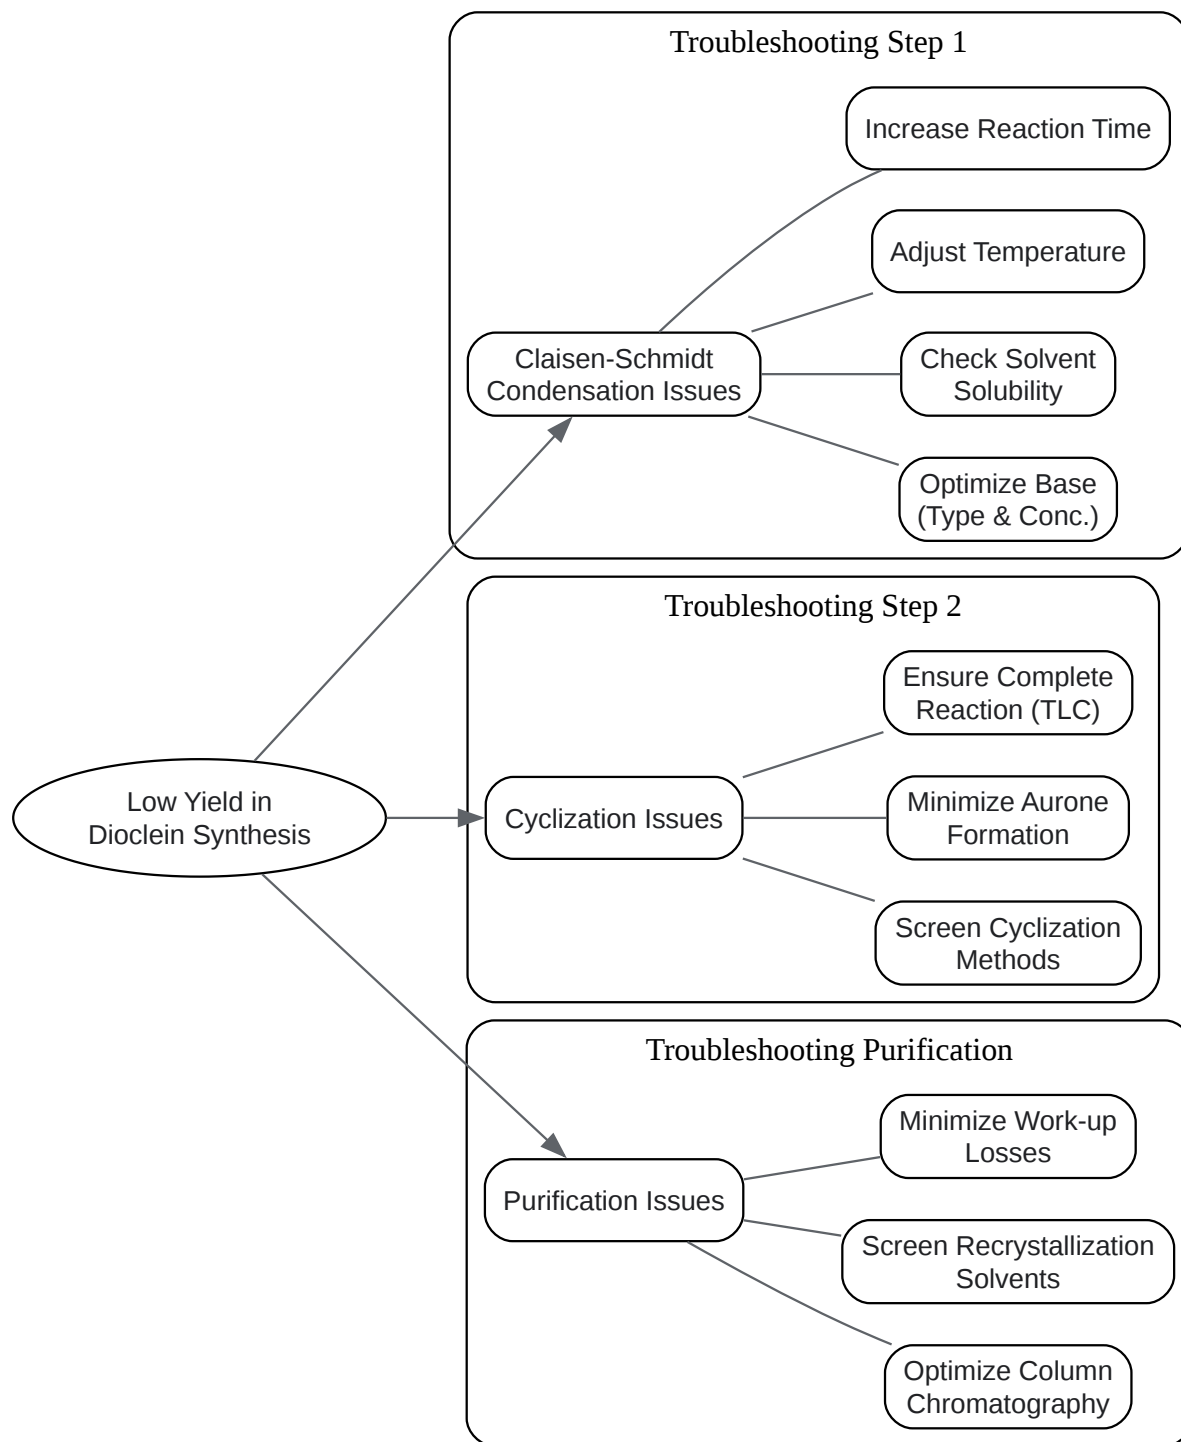 Troubleshooting Step 1
Increase Reaction Time
Adjust Temperature
Claisen-Schmidt
Condensation Issues
Check Solvent
Solubility
Optimize Base
(Type & Conc.)
Troubleshooting Step 2
Ensure Complete
Reaction (TLC)
Low Yield in
Dioclein Synthesis
Cyclization Issues
Minimize Aurone
Formation
Screen Cyclization
Methods
Troubleshooting Purification
Minimize Work-up
Losses
Purification Issues
Screen Recrystallization
Solvents
Optimize Column
Chromatography